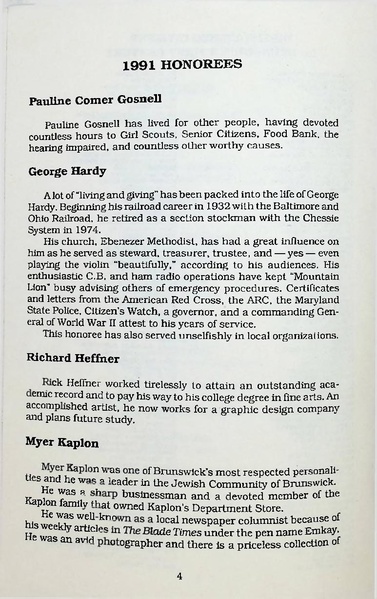 1991 HONOREES
Pauline Comer Gosnell
Pauline Gosnell has lived for other people, having devoted
countless hours to Girl Scouts, Senior Citizens, Food Bank, the
hearing impaired, and countless other worthy causes.
George Hardy
A lot of "living and giving" has been packed into the life of George
Hardy. Beginning his railroad career in 1932 with the Baltimore and
Ohio Railroad, he retired as a section stockman with the Chessie
System in 1974.
His church, Ebenezer Methodist, has had a great influence on
him as he served as steward, treasurer, trustee, and — yes — even
playing the violin "beautifully," according to his audiences. His
enthusiastic C.B. and ham radio operations have kept "Mountain
Lion" busy advising others of emergency procedures. Certificates
and letters from the American Red Cross, the ARC, the Maryland
State Police, Citizen's Watch, a governor, and a commanding Gen-
eral of World War II attest to his years of service.
This honoree has also served unselfishly in local organizations.
Richard Heffner
Rick Heffner worked tirelessly to attain an outstanding aca-
demic record and to pay his way to his college degree in fine arts. An
accomplished artist, he now works for a graphic design company
and plans future study.
Myer Kaplon
Myer Kaplon was one of Brunswick's most respected personali-
ties and he was a leader in the Jewish Community of Brunswick.
He was a sharp businessman and a devoted member of the
Kaplon family that owned Kaplon's Department Store.
He was well-known as a local newspaper columnist because of
his weekly articles in The Blade Times under the pen name Emkay.
He was an avid photographer and there is a priceless collection of
4